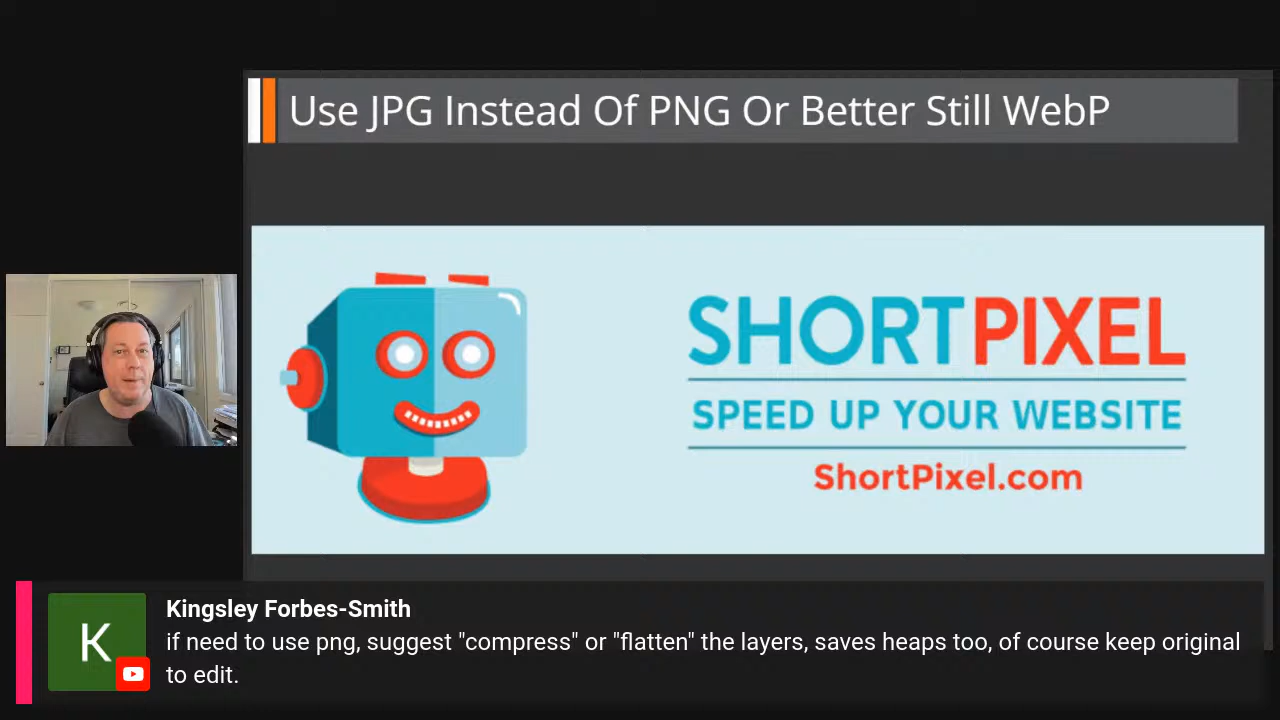 Use JPG Instead Of PNG Or Better Still WebP
SHORTPIXEL
SPEED UP YOUR WEBSITE
ShortPixel.com
K
Kingsley Forbes-Smith
if need to use png, suggest "compress" or "flatten" the layers, saves heaps too, of course keep original
to edit.